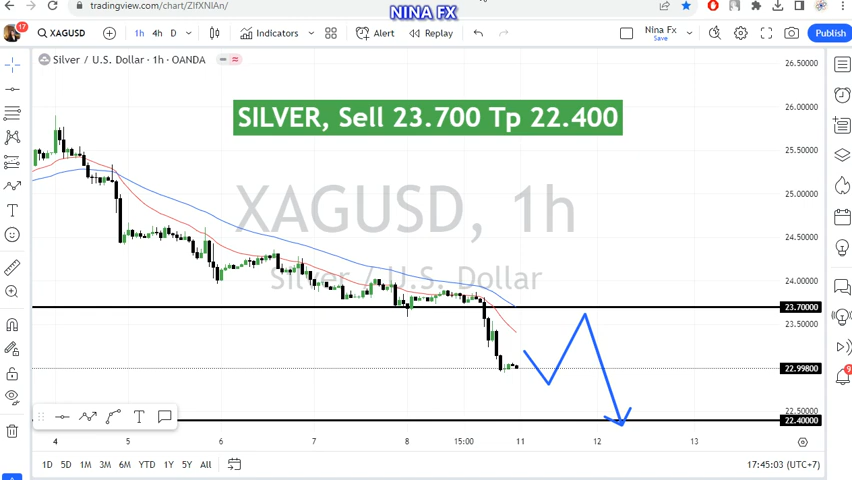 tradingview.com/chart/ZlfXNIAn/
NINA FX
17
XAGUSD
1h
4h
D
Indicators
Alert
Replay
Nina Fx
Save
Publish
Silver / U.S. Dollar · 1h · OANDA
SILVER, Sell 23.700 Tp 22.400
XAGUSD, 1h
Silver / U.S. Dollar
26.50000
26.00000
25.50000
25.00000
24.50000
24.00000
23.70000
23.50000
22.99800
22.50000
22.40000
4
5
6
7
8
15:00
11
12
13
1D
5D
1M
3M
6M
YTD
1Y
5Y
All
17:45:03 (UTC+7)